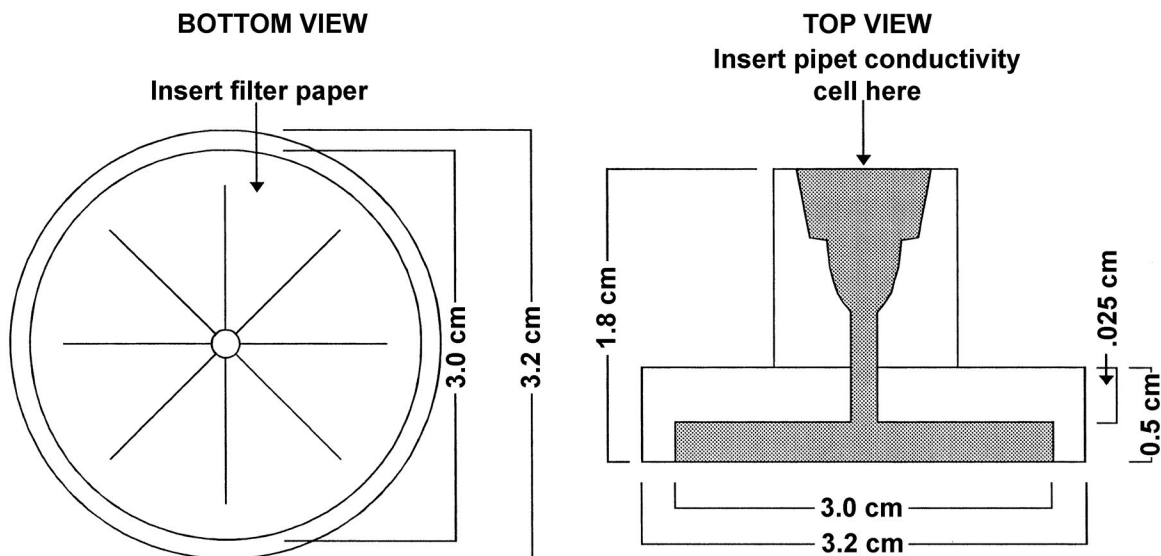 BOTTOM VIEW
Insert filter paper
3.0 cm
3.2 cm
TOP VIEW
Insert pipet conductivity
cell here
1.8 cm
.025 cm
0.5 cm
3.0 cm
3.2 cm